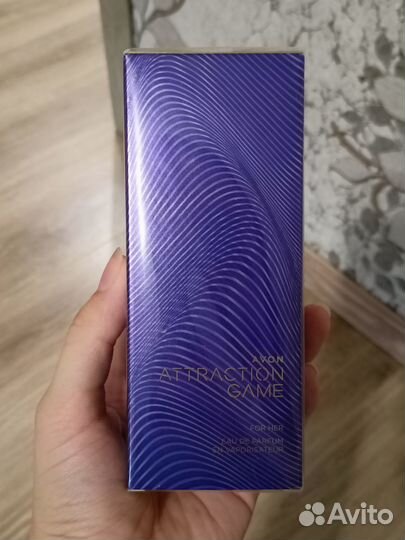 AVON
ATTRACTION
GAME
FOR HER
EAU DE PARFUM
EN VAPORISATEUR
Avito